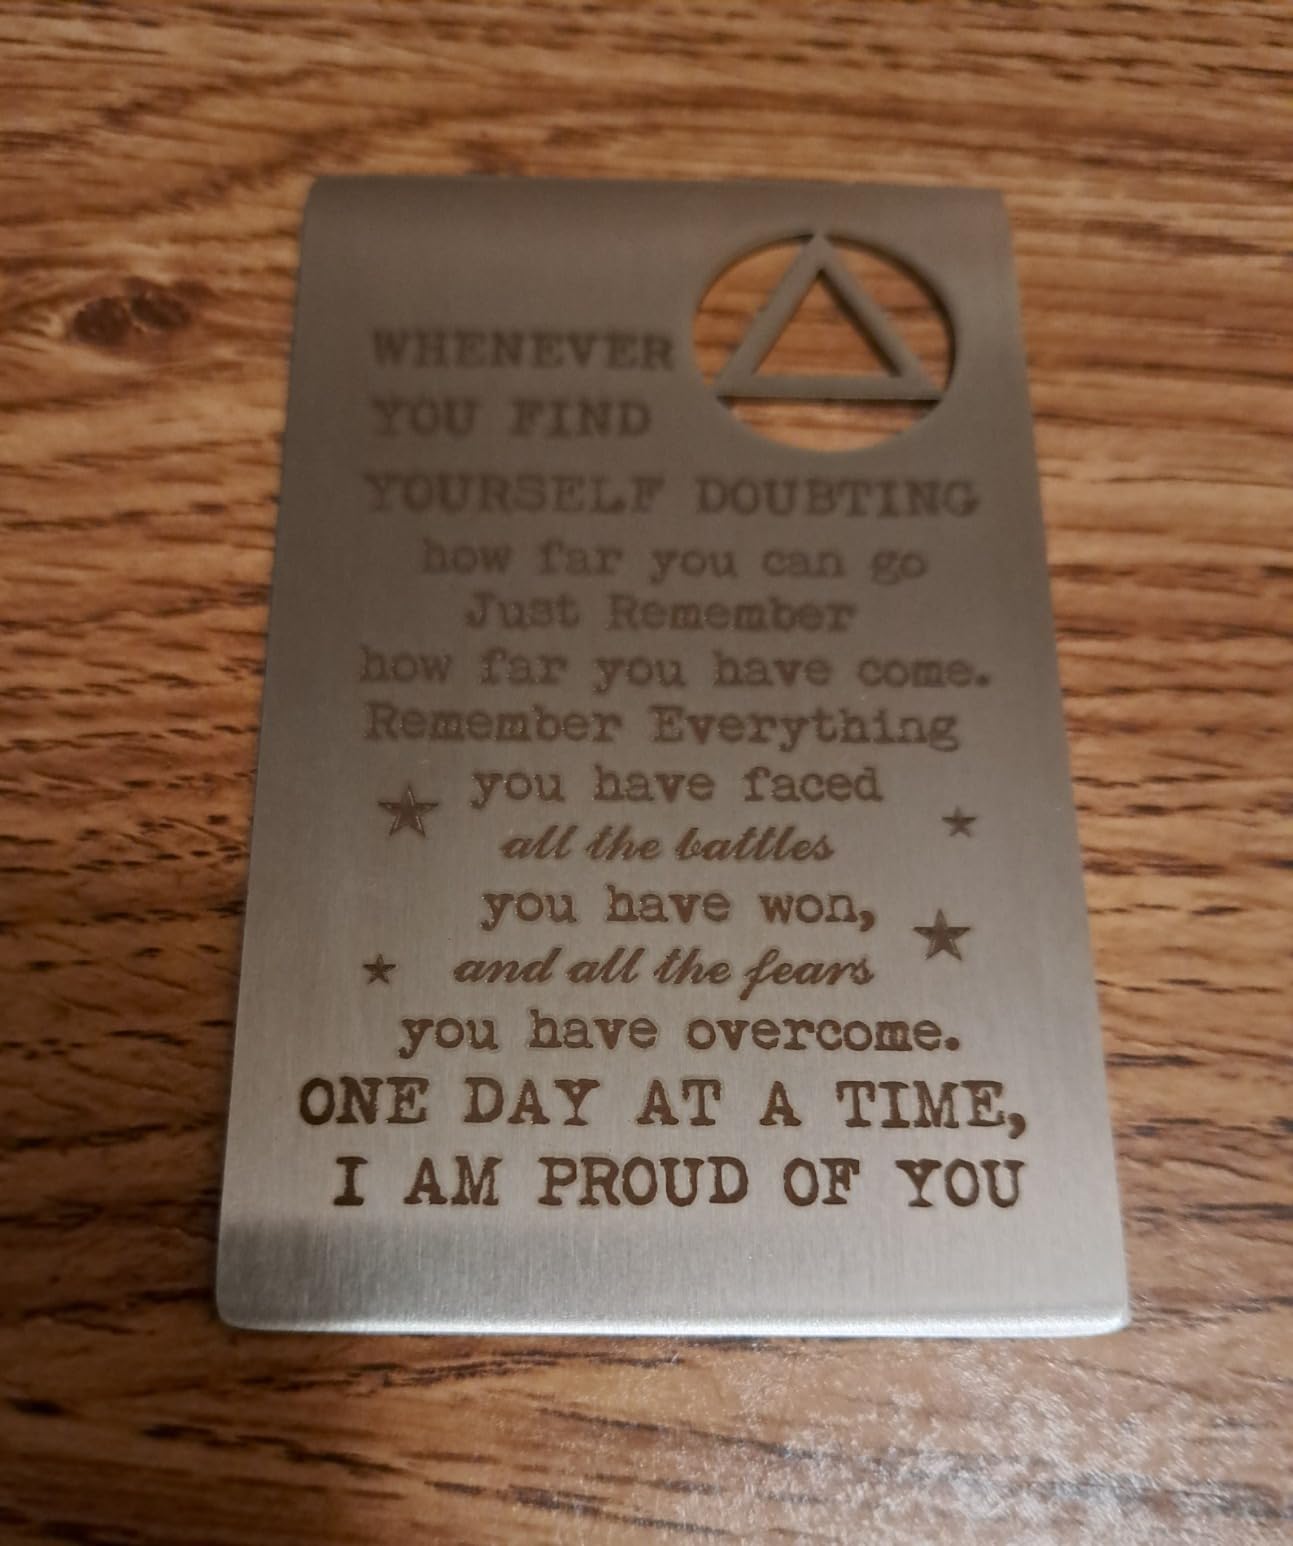 WHENEVER
YOU FIND
YOURSELF DOUBTING
how far you can go
Just Remember
how far you have come.
Remember Everything
you have faced
all the battles
you have won,
and all the fears
you have overcome.
ONE DAY AT A TIME,
I AM PROUD OF YOU